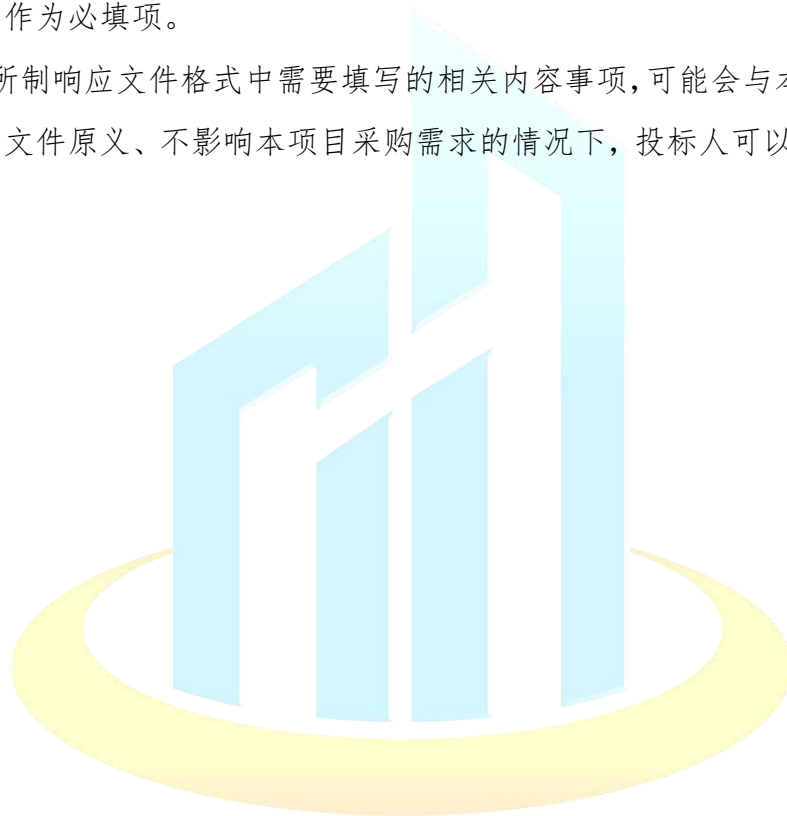 作为必填项。
所制响应文件格式中需要填写的相关内容事项，可能会与本
文件原义、不影响本项目采购需求的情况下，投标人可以